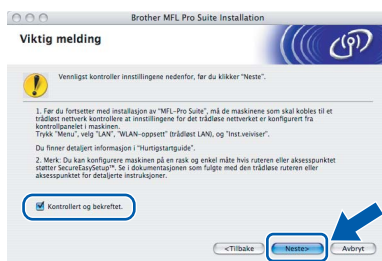 Brother MFL Pro Suite Installation
Viktig melding
Vennligst kontroller innstillingene nedenfor, før du klikker "Neste".
1. Før du fortsetter med installasjon av "MFL-Pro Suite", må de maskinene som skal kobles til et
trådløst nettverk kontrollere at innstillingene for det trådløse nettverket er konfigurert fra
kontrollpanelet i maskinen.
Trykk "Menu", velg "LAN", "WLAN-oppsett" (trådløst LAN), og "Inst.veiviser".
Du finner detaljert informasjon i "Hurtigstartguide".
2. Merk: Du kan konfigurere maskinen på en rask og enkel måte hvis ruteren eller aksesspunktet
støtter SecureEasySetup™. Se i dokumentasjonen som fulgte med den trådløse ruteren eller
aksesspunktet for detaljerte instruksjoner.
Kontrollert og bekreftet.
<Tilbake Neste> Avbryt